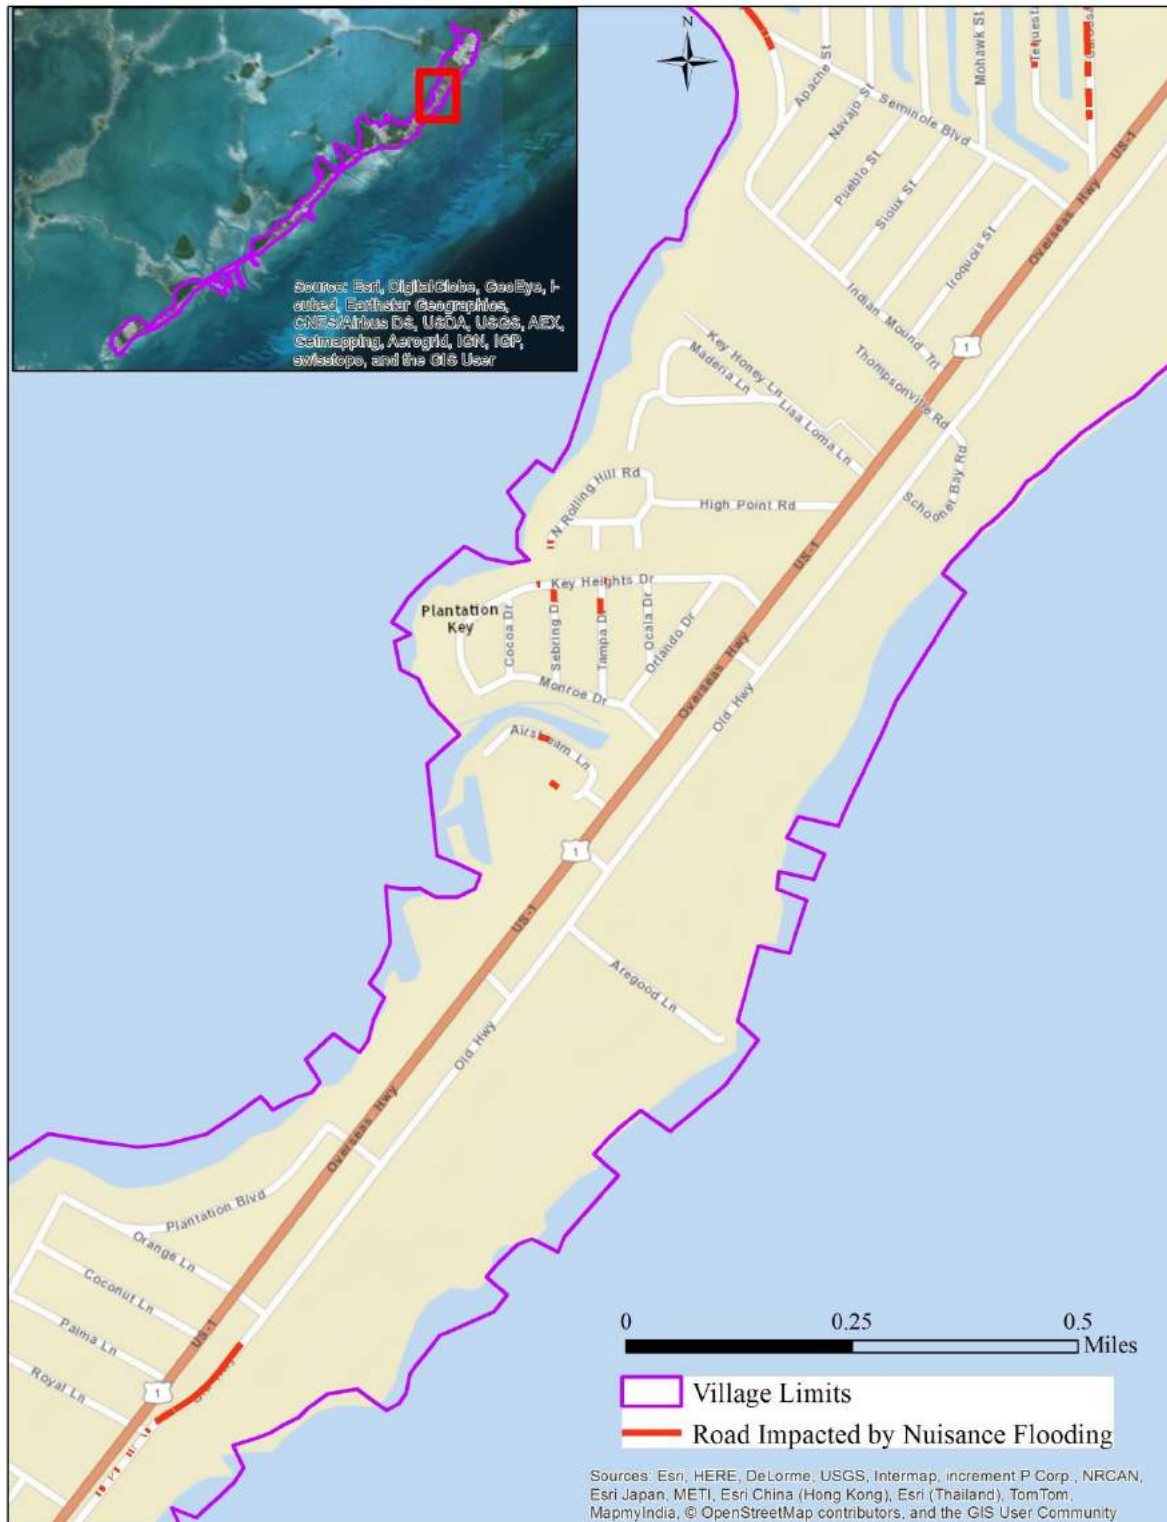 N
Source: Esri, DigitalGlobe, GeoEye, i-
cubed, Earthstar Geographics,
CNES/Airbus DS, USDA, USGS, AEX,
Getmapping, Aerogrid, IGN, IGP,
swisstopo, and the GIS User
Apache St
Navajo St
Pueblo St
Sioux St
Iroquois St
Mohawk St
Seminole Blvd
Overseas Hwy
US-1
Indian Mound Trl
1
Thompsonville Rd
Schooner Bay Rd
Key Honey Ln
Maderia Ln
Lisa Loma Ln
N Rolling Hill Rd
High Point Rd
US-1
Key Heights Dr
Plantation
Key
Cocoa Dr
Sebring D
Tampa D
Ocala Dr
Orlando Dr
Monroe Dr
Overseas Hwy
Old Hwy
Ln
1
US-1
Aregood Ln
Old Hwy
Overseas Hwy
Plantation Blvd
Orange Ln
Coconut Ln
Palma Ln
Royal Ln
US-1
1
0 0.25 0.5
Miles
Village Limits
Road Impacted by Nuisance Flooding
Sources: Esri, HERE, DeLorme, USGS, Intermap, increment P Corp., NRCAN,
Esri Japan, METI, Esri China (Hong Kong), Esri (Thailand), TomTom,
MapmyIndia, © OpenStreetMap contributors, and the GIS User Community